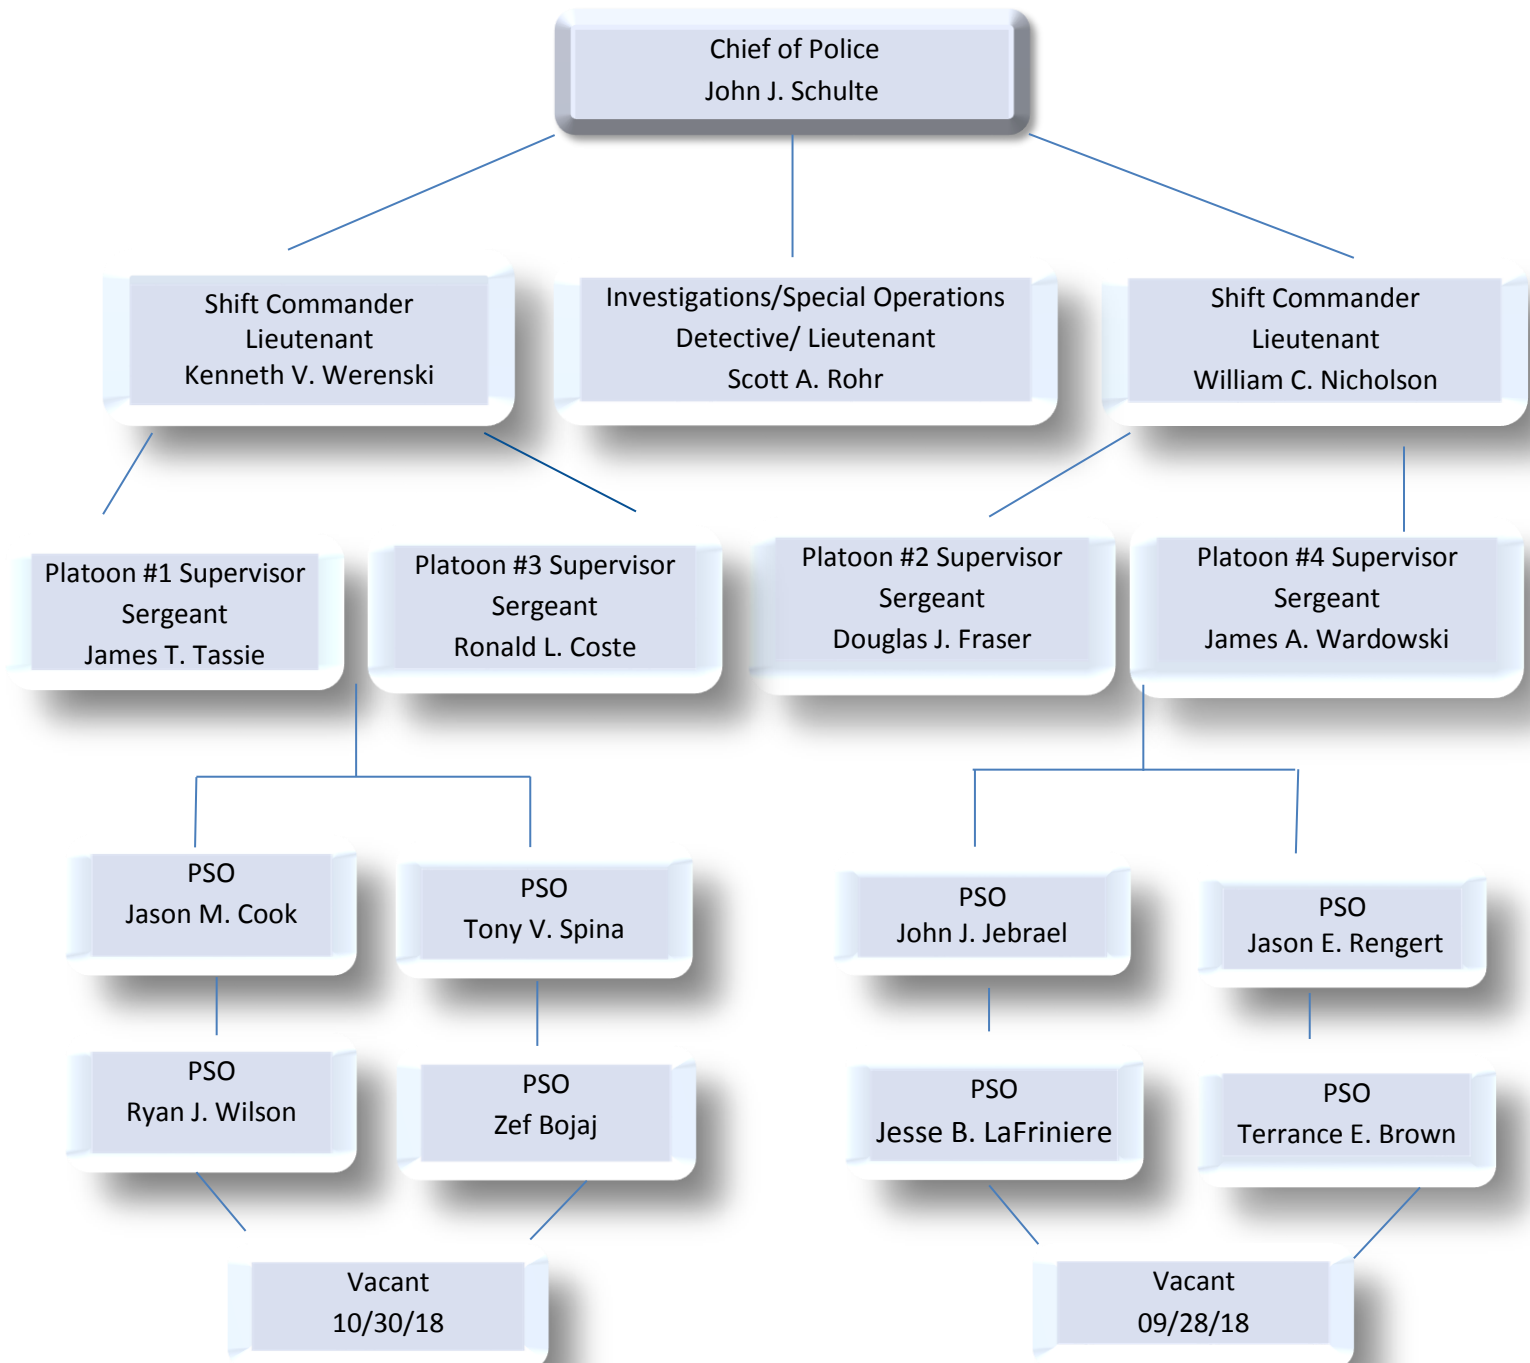 Chief of Police
John J. Schulte
Shift Commander
Lieutenant
Kenneth V. Werenski
Investigations/Special Operations
Detective/ Lieutenant
Scott A. Rohr
Shift Commander
Lieutenant
William C. Nicholson
Platoon #1 Supervisor
Sergeant
James T. Tassie
Platoon #3 Supervisor
Sergeant
Ronald L. Coste
Platoon #2 Supervisor
Sergeant
Douglas J. Fraser
Platoon #4 Supervisor
Sergeant
James A. Wardowski
PSO
Jason M. Cook
PSO
Tony V. Spina
PSO
John J. Jebrael
PSO
Jason E. Rengert
PSO
Ryan J. Wilson
PSO
Zef Bojaj
PSO
Jesse B. LaFriniere
PSO
Terrance E. Brown
Vacant
10/30/18
Vacant
09/28/18